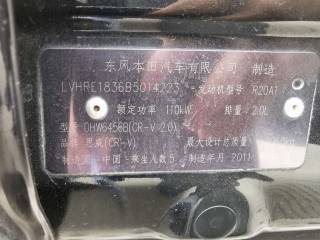 东风本田汽车有限公司 制造
LVHRE1836B5014223 发动机型号 R20A1
额定功率 110kW 排量 2.0L
型号 DHW6456B(CR-V 2.0)
品牌 思威(CR-V) 最大设计总质量
制造国 中国 乘坐人数 5 制造年月 2011